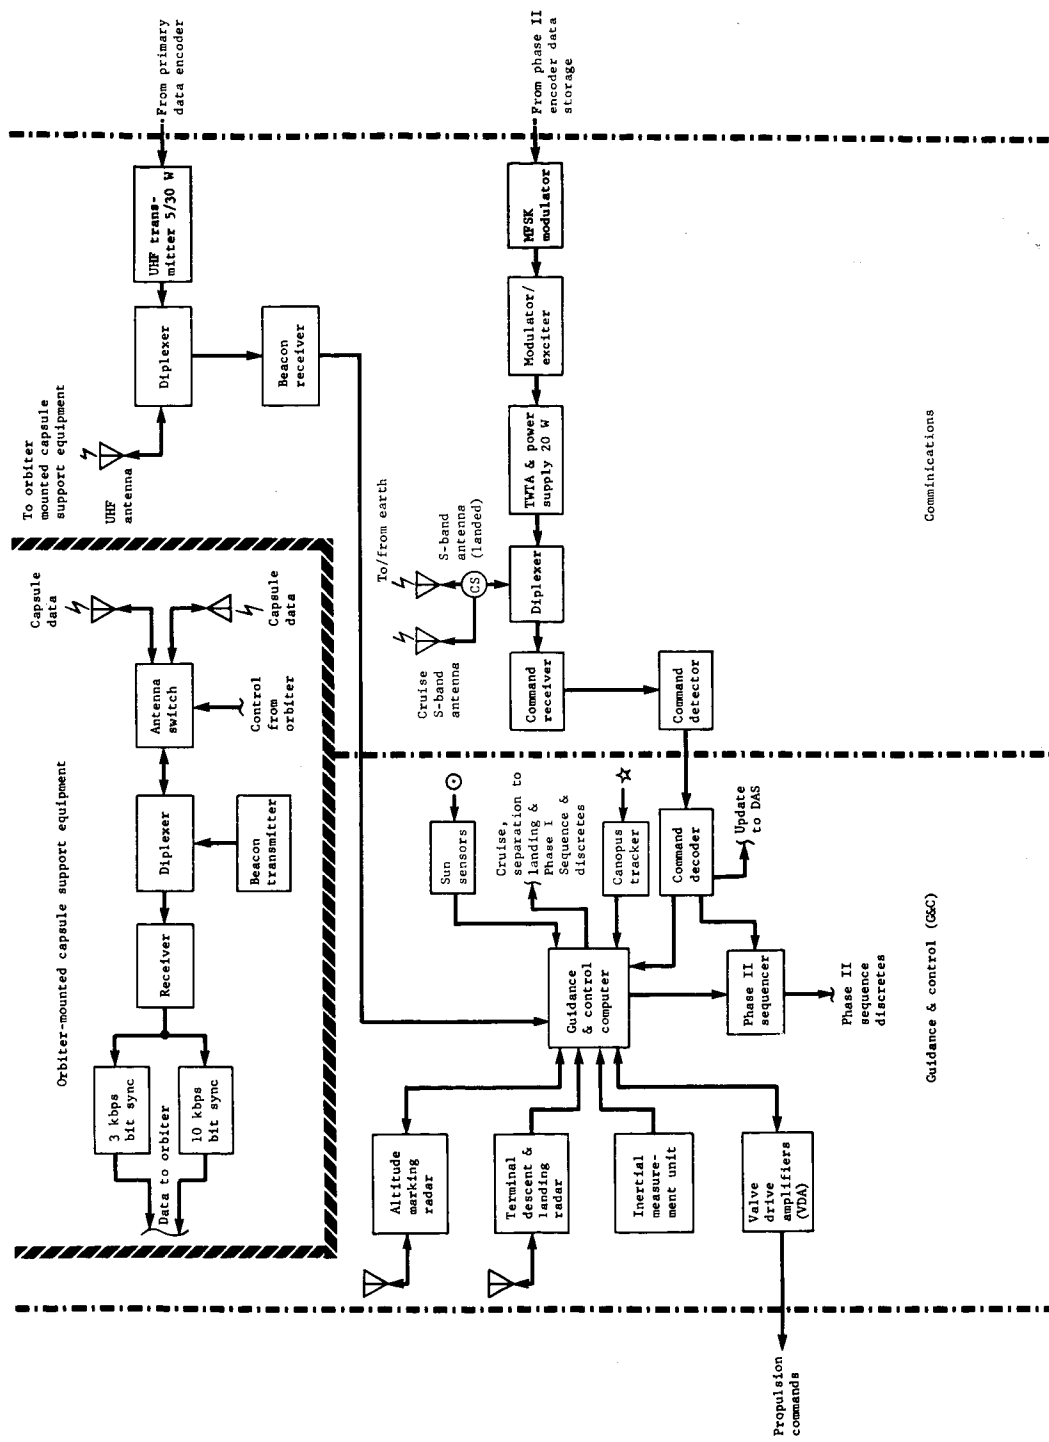 Orbiter-mounted capsule support equipment
3 kbps
bit sync
10 kbps
bit sync
Data to orbiter
Receiver
Diplexer
Beacon
transmitter
Antenna
switch
Control
from
orbiter
Capsule
data
Capsule
data
To orbiter
mounted capsule
support equipment
UHF
antenna
Diplexer
UHF trans-
mitter 5/30 W
From primary
data encoder
Beacon
receiver
Altitude
marking
radar
Terminal
descent &
landing
radar
Inertial
measure-
ment unit
Valve
drive
amplifiers
(VDA)
Propulsion
commands
Guidance
& control
computer
Sun
sensors
Cruise,
separation to
landing &
Phase I
Sequence &
discretes
Canopus
tracker
Command
decoder
Update
to DAS
Phase II
sequencer
Phase II
sequence
discretes
Guidance & control (G&C)
To/from earth
Cruise
S-band
antenna
S-band
antenna
(landed)
CS
Command
receiver
Diplexer
TWTA & power
supply 20 W
Modulator/
exciter
MFSK
modulator
From phase II
encoder data
storage
Command
detector
Comminications